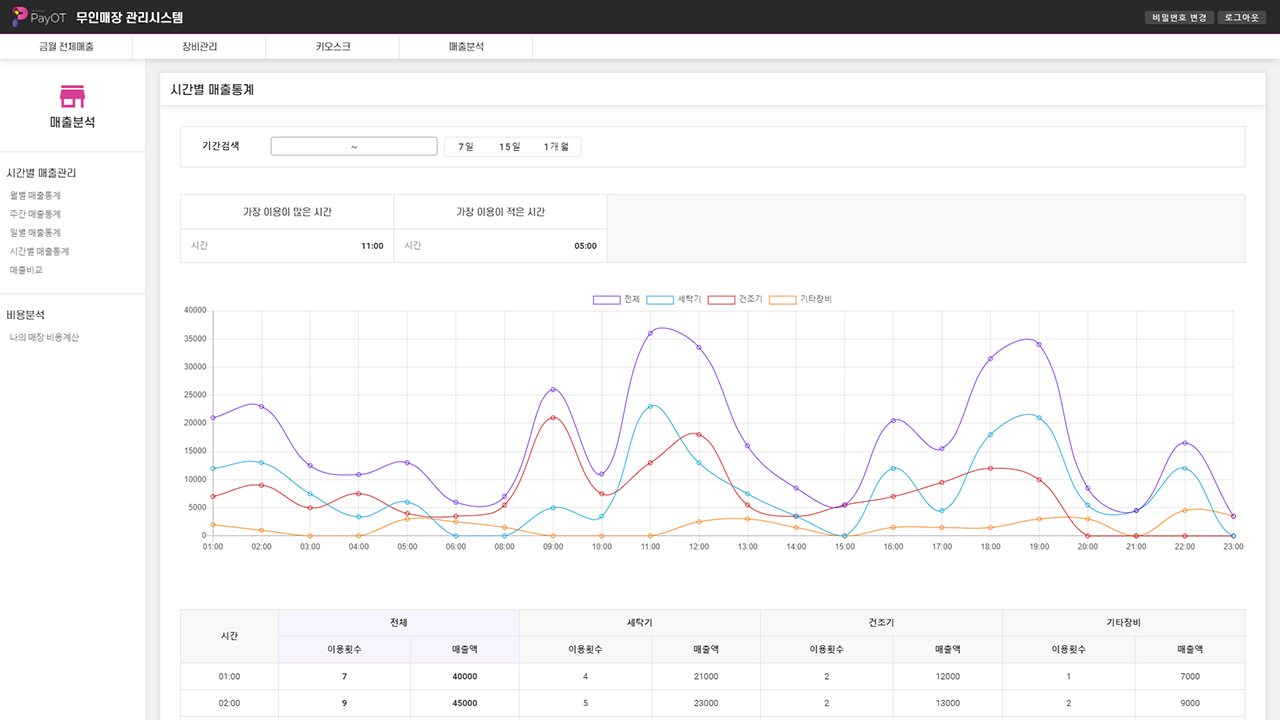 PayOT 무인매장 관리시스템 비밀번호 변경 로그아웃
금월 전체매출 장비관리 키오스크 매출분석
매출분석
시간별 매출관리
월별 매출통계
주간 매출통계
일별 매출통계
시간별 매출통계
매출비교
비용분석
나의 매장 비용계산
시간별 매출통계
기간검색 ~ 7일 15일 1개월
가장 이용이 많은 시간 가장 이용이 적은 시간
시간 11:00 시간 05:00
전체 세탁기 건조기 기타장비
40000
35000
30000
25000
20000
15000
10000
5000
0
01:00 02:00 03:00 04:00 05:00 06:00 08:00 09:00 10:00 11:00 12:00 13:00 14:00 15:00 16:00 17:00 18:00 19:00 20:00 21:00 22:00 23:00
시간 전체 세탁기 건조기 기타장비
이용횟수 매출액 이용횟수 매출액 이용횟수 매출액 이용횟수 매출액
01:00 7 40000 4 21000 2 12000 1 7000
02:00 9 45000 5 23000 2 13000 2 9000